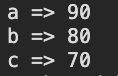 a => 90
b => 80
c => 70